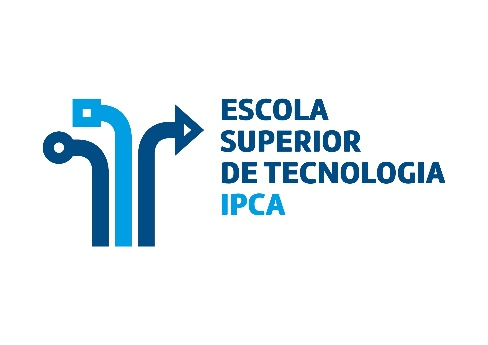 ESCOLA
SUPERIOR
DE TECNOLOGIA
IPCA